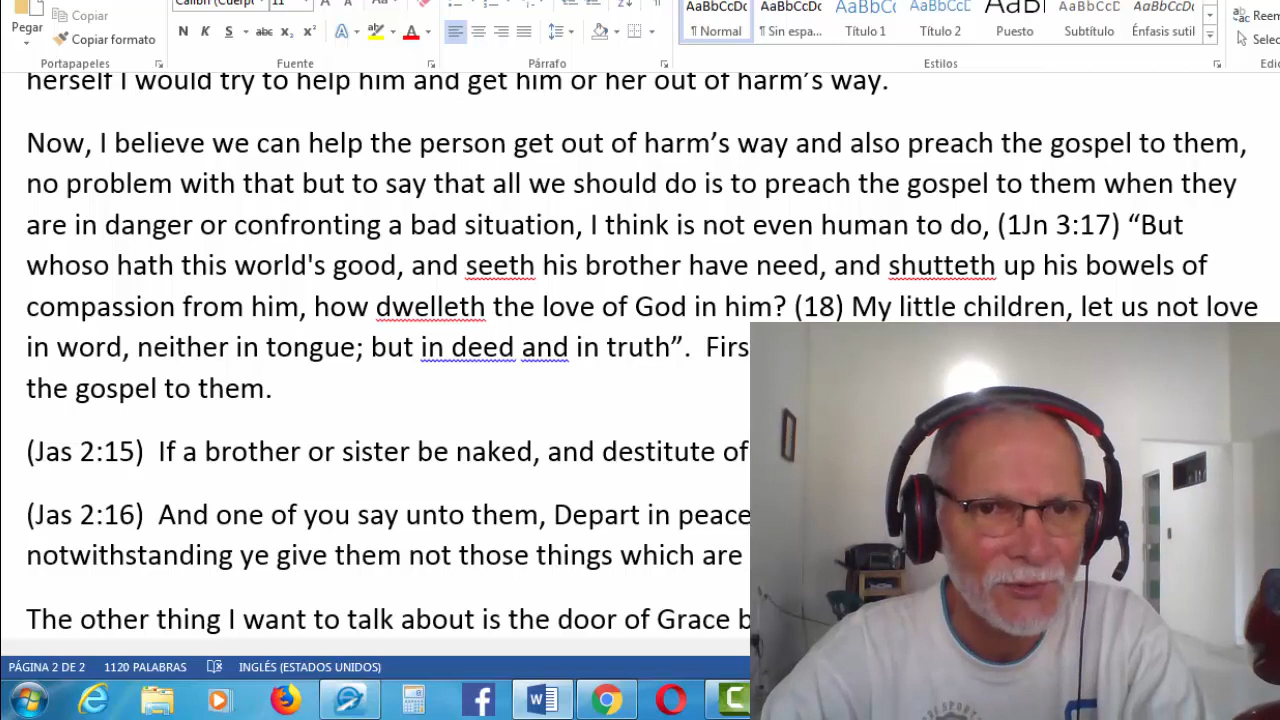 Calibri (Cuerpo
11
AaBbCcDc
AaBbCcDc
AaBbCc
AaBbCcC
AaBl
AaBbCcC
AaBbCcDc
Pegar
Copiar
Copiar formato
N K S abc x₂ x²
¶ Normal
¶ Sin espa...
Título 1
Título 2
Puesto
Subtítulo
Énfasis sutil
Reem
Selec
Portapapeles
Fuente
Párrafo
Estilos
Edic
herself I would try to help him and get him or her out of harm's way.
Now, I believe we can help the person get out of harm's way and also preach the gospel to them,
no problem with that but to say that all we should do is to preach the gospel to them when they
are in danger or confronting a bad situation, I think is not even human to do, (1Jn 3:17) “But
whoso hath this world's good, and seeth his brother have need, and shutteth up his bowels of
compassion from him, how dwelleth the love of God in him? (18) My little children, let us not love
in word, neither in tongue; but in deed and in truth”. Firs
the gospel to them.
(Jas 2:15) If a brother or sister be naked, and destitute of
(Jas 2:16) And one of you say unto them, Depart in peace
notwithstanding ye give them not those things which are
The other thing I want to talk about is the door of Grace b
PÁGINA 2 DE 2
1120 PALABRAS
INGLÉS (ESTADOS UNIDOS)